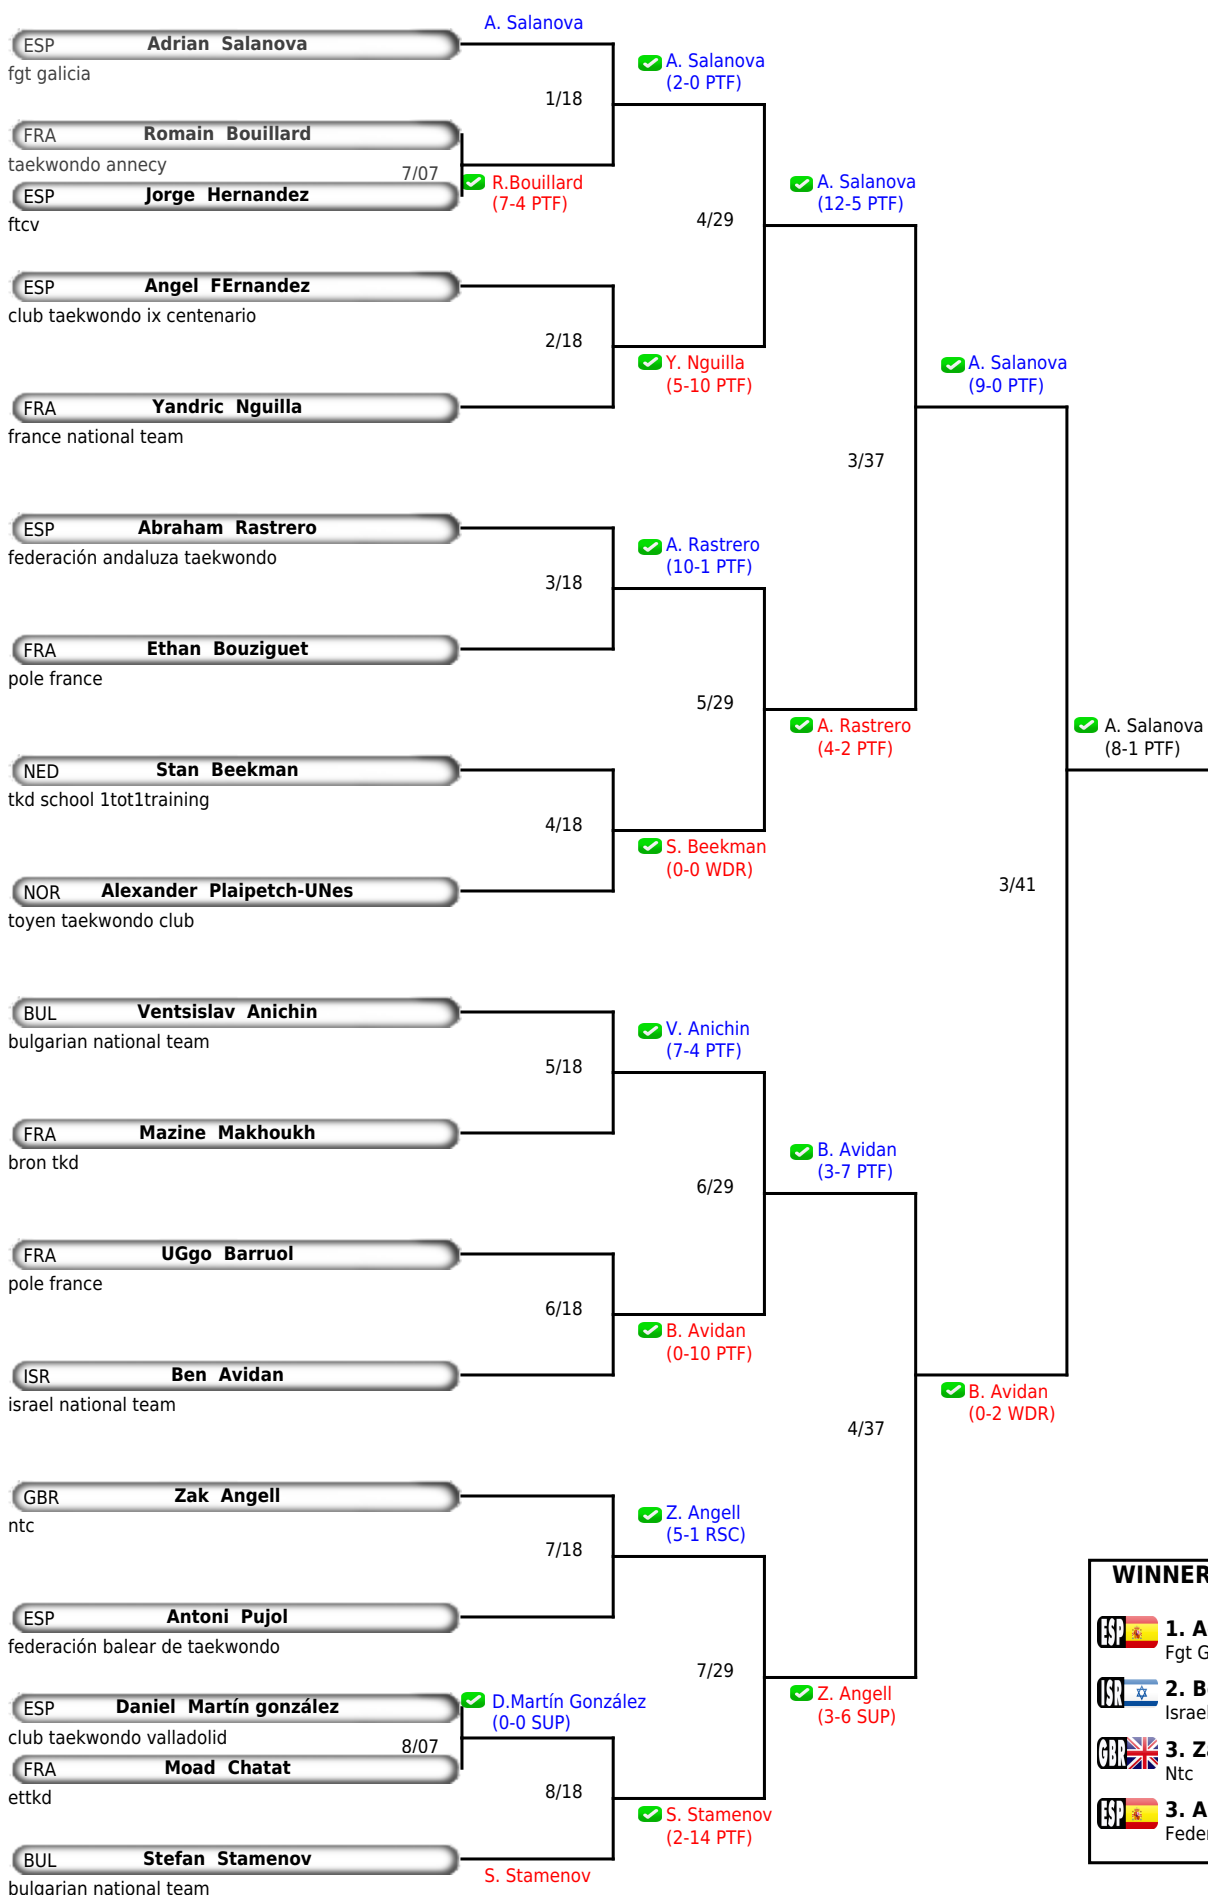 A. Salanova
ESP Adrian Salanova
fgt galicia
A. Salanova
(2-0 PTF)
1/18
FRA Romain Bouillard
taekwondo annecy
7/07
R.Bouillard
(7-4 PTF)
ESP Jorge Hernandez
ftcv
A. Salanova
(12-5 PTF)
4/29
ESP Angel FErnandez
club taekwondo ix centenario
2/18
Y. Nguilla
(5-10 PTF)
A. Salanova
(9-0 PTF)
FRA Yandric Nguilla
france national team
3/37
ESP Abraham Rastrero
federación andaluza taekwondo
A. Rastrero
(10-1 PTF)
3/18
FRA Ethan Bouziguet
pole france
5/29
A. Rastrero
(4-2 PTF)
A. Salanova
(8-1 PTF)
NED Stan Beekman
tkd school 1tot1training
4/18
S. Beekman
(0-0 WDR)
NOR Alexander Plaipetch-UNes
toyen taekwondo club
3/41
BUL Ventsislav Anichin
bulgarian national team
V. Anichin
(7-4 PTF)
5/18
FRA Mazine Makhoukh
bron tkd
B. Avidan
(3-7 PTF)
6/29
FRA UGgo Barruol
pole france
6/18
B. Avidan
(0-10 PTF)
ISR Ben Avidan
israel national team
B. Avidan
(0-2 WDR)
4/37
GBR Zak Angell
ntc
Z. Angell
(5-1 RSC)
7/18
ESP Antoni Pujol
federación balear de taekwondo
7/29
Z. Angell
(3-6 SUP)
ESP Daniel Martín gonzález
club taekwondo valladolid
8/07
D.Martín González
(0-0 SUP)
FRA Moad Chatat
ettkd
8/18
S. Stamenov
(2-14 PTF)
BUL Stefan Stamenov
bulgarian national team
S. Stamenov
WINNER
ESP 1. A
Fgt G
ISR 2. B
Israel
GBR 3. Za
Ntc
ESP 3. A
Feder